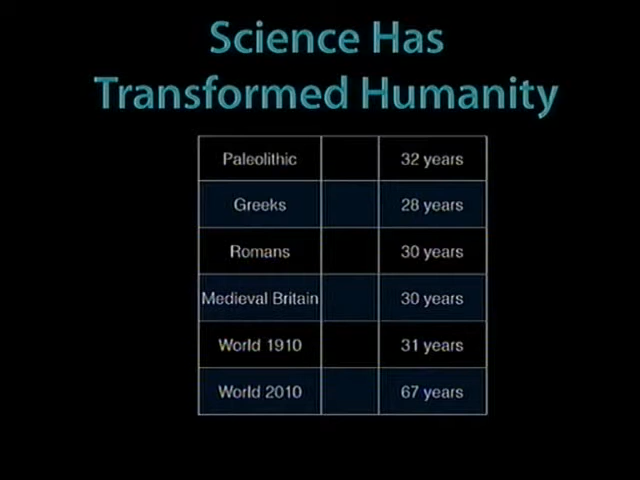 Science Has
Transformed Humanity
Paleolithic 32 years
Greeks 28 years
Romans 30 years
Medieval Britain 30 years
World 1910 31 years
World 2010 67 years